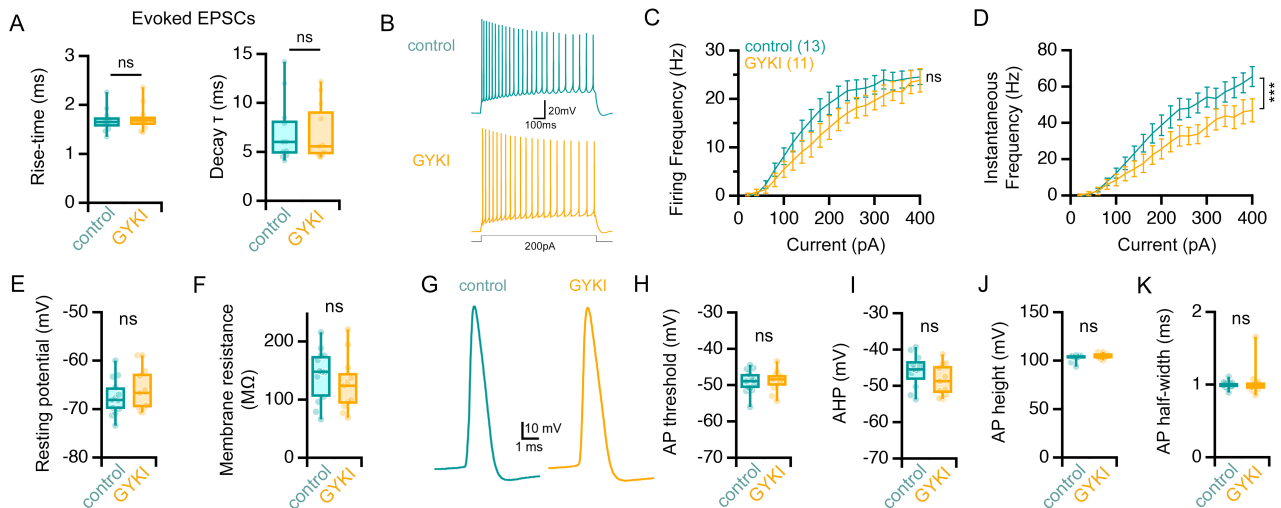 A
Evoked EPSCs
Rise-time (ms)
3
2
1
0
ns
control
GYKI
Decay τ (ms)
15
10
5
0
ns
control
GYKI
B
control
20mV
100ms
GYKI
200pA
C
Firing Frequency (Hz)
30
20
10
0
control (13)
GYKI (11)
ns
0
100
200
300
400
Current (pA)
D
Instantaneous
Frequency (Hz)
80
60
40
20
0
***
0
100
200
300
400
Current (pA)
E
Resting potential (mV)
-50
-60
-70
-80
ns
control
GYKI
F
Membrane resistance
(MΩ)
200
100
0
ns
control
GYKI
G
control
GYKI
10 mV
1 ms
H
AP threshold (mV)
-30
-40
-50
-60
-70
ns
control
GYKI
I
AHP (mV)
-30
-40
-50
-60
-70
ns
control
GYKI
J
AP height (mV)
150
100
50
0
ns
control
GYKI
K
AP half-width (ms)
2
1
0
ns
control
GYKI